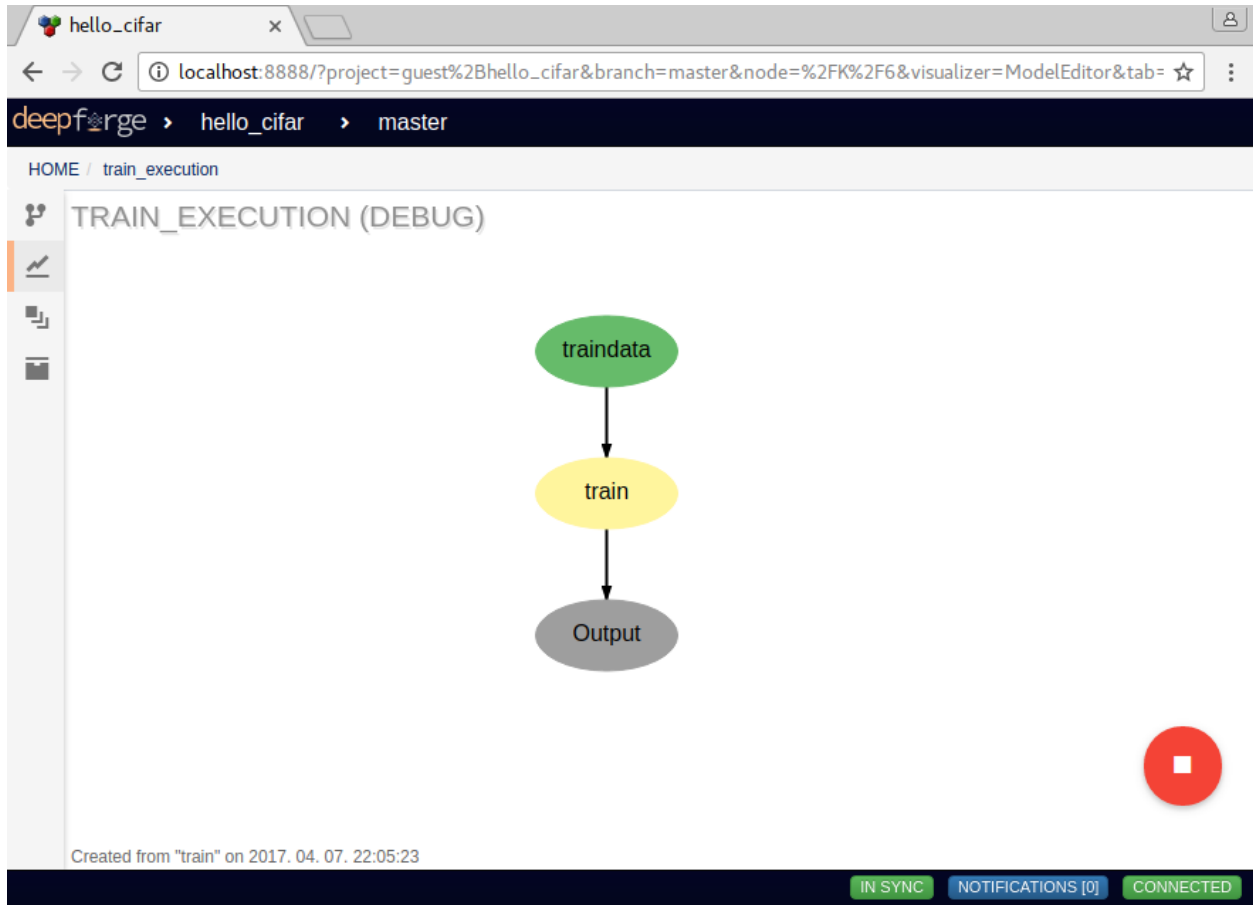 hello_cifar
localhost:8888/?project=guest%2Bhello_cifar&branch=master&node=%2FK%2F6&visualizer=ModelEditor&tab=
deepforge > hello_cifar > master
HOME / train_execution
TRAIN_EXECUTION (DEBUG)
traindata
train
Output
Created from "train" on 2017. 04. 07. 22:05:23
IN SYNC NOTIFICATIONS [0] CONNECTED